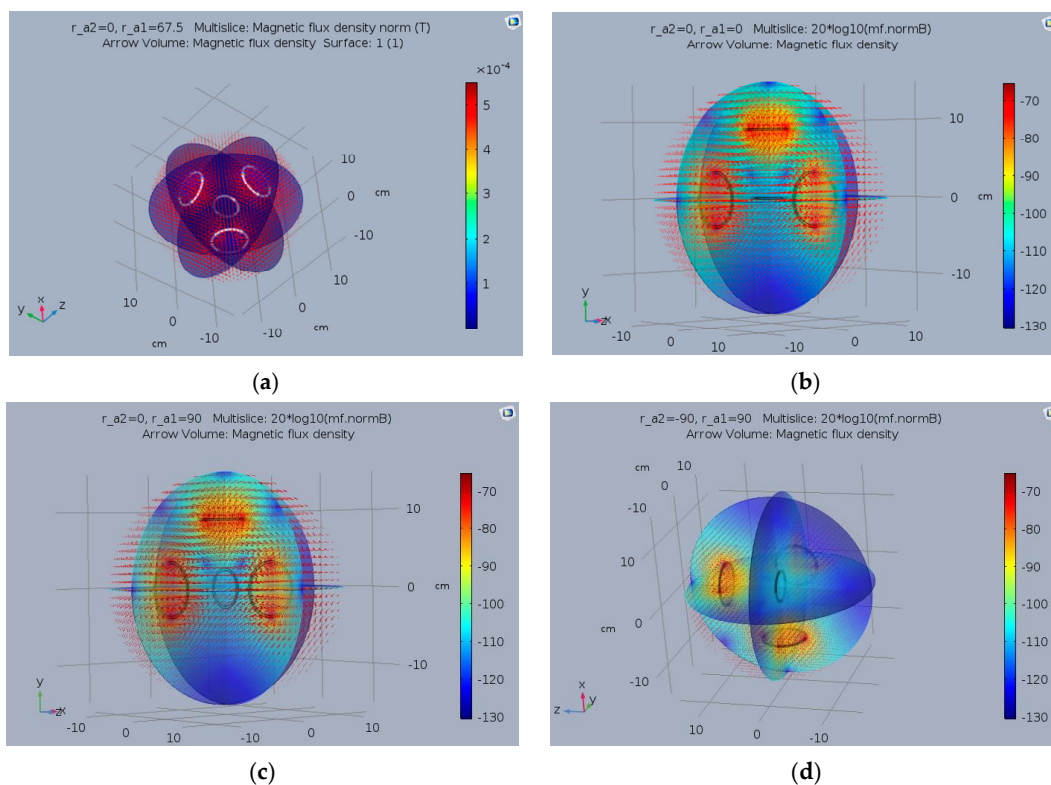 r_a2=0, r_a1=67.5 Multislice: Magnetic flux density norm (T)
Arrow Volume: Magnetic flux density Surface: 1 (1)
×10⁻⁴
5
4
3
2
1
10
0
cm
-10
10
0
-10
cm
10
0
-10
cm
y x z
(a)
r_a2=0, r_a1=0 Multislice: 20*log10(mf.normB)
Arrow Volume: Magnetic flux density
-70
-80
-90
-100
-110
-120
-130
10
0
-10
y
z x
-10 0 10 -10 0 10
(b)
r_a2=0, r_a1=90 Multislice: 20*log10(mf.normB)
Arrow Volume: Magnetic flux density
-70
-80
-90
-100
-110
-120
-130
10
0
-10
y
z x
-10 0 10 -10 0 10
(c)
r_a2=-90, r_a1=90 Multislice: 20*log10(mf.normB)
Arrow Volume: Magnetic flux density
cm
10
0
-10
10
0
-10
10
cm
0
-10
x
z y
10 0 -10
-70
-80
-90
-100
-110
-120
-130
(d)